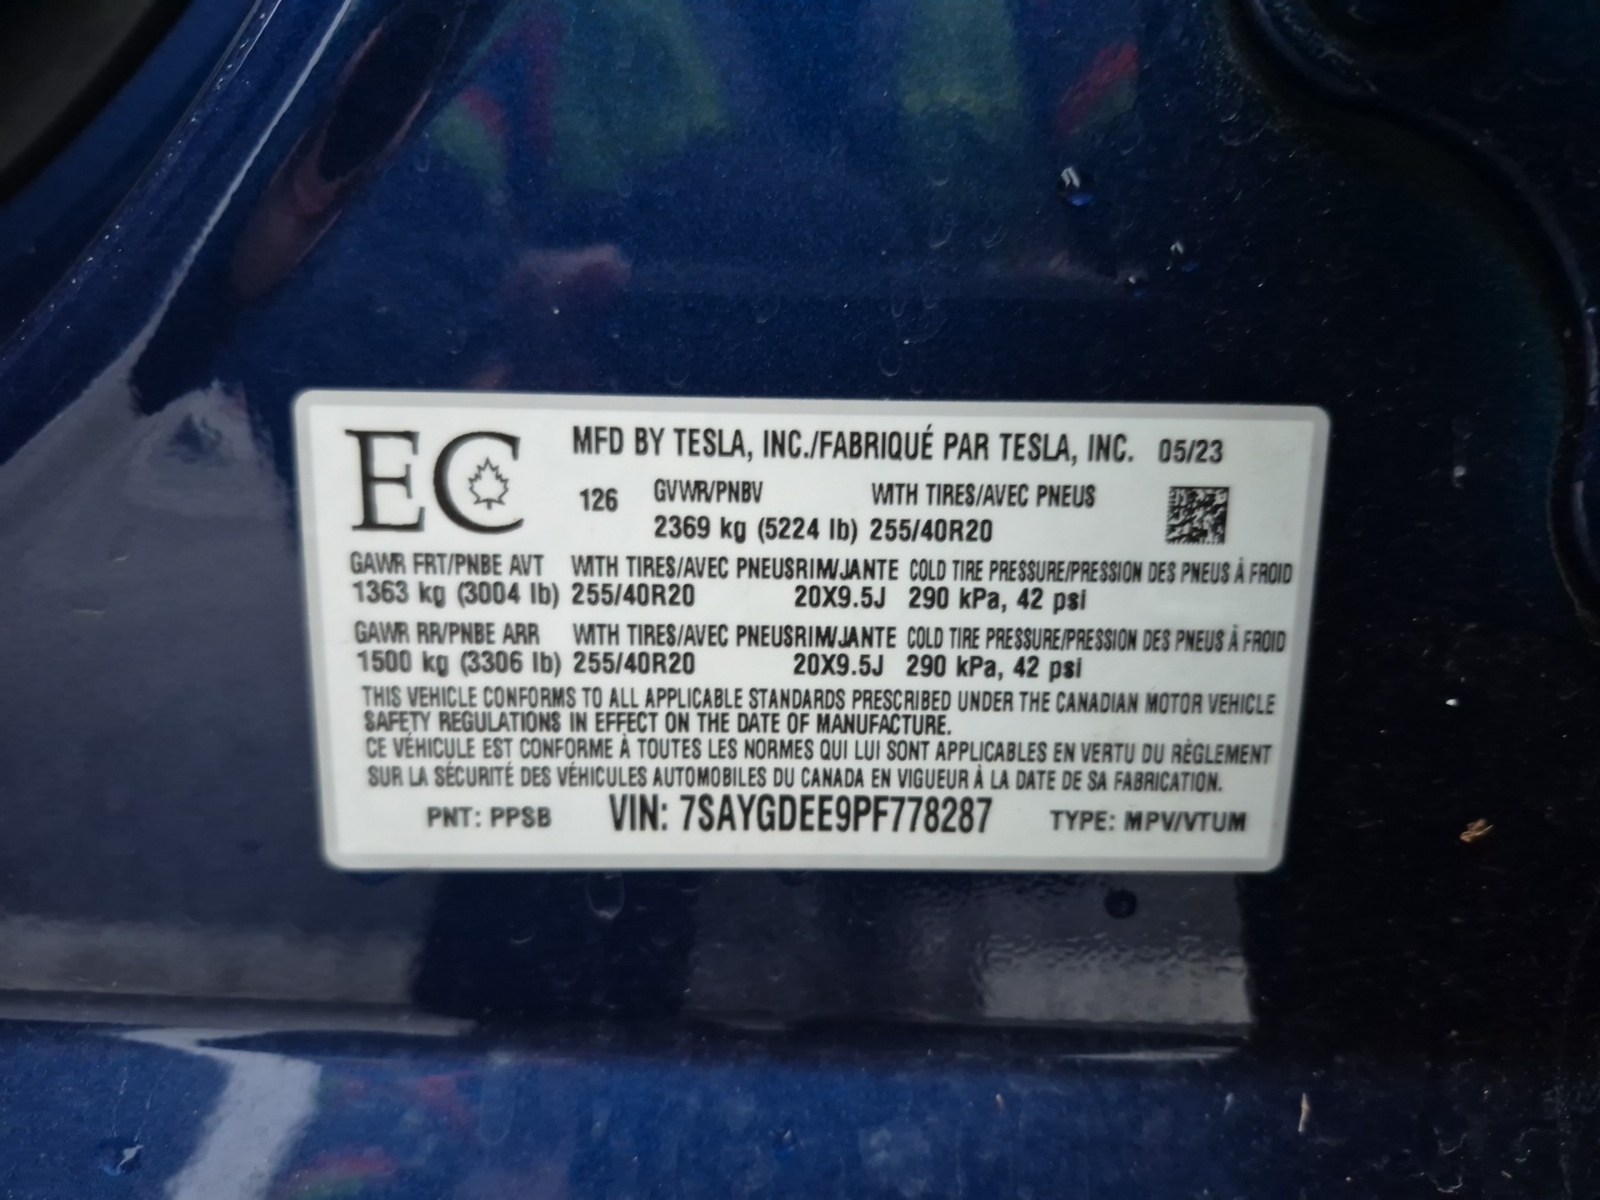 EC
MFD BY TESLA, INC./FABRIQUÉ PAR TESLA, INC. 05/23
126 GVWR/PNBV WITH TIRES/AVEC PNEUS
2369 kg (5224 lb) 255/40R20
GAWR FRT/PNBE AVT WITH TIRES/AVEC PNEUS RIM/JANTE COLD TIRE PRESSURE/PRESSION DES PNEUS À FROID
1363 kg (3004 lb) 255/40R20 20X9.5J 290 kPa, 42 psi
GAWR RR/PNBE ARR WITH TIRES/AVEC PNEUS RIM/JANTE COLD TIRE PRESSURE/PRESSION DES PNEUS À FROID
1500 kg (3306 lb) 255/40R20 20X9.5J 290 kPa, 42 psi
THIS VEHICLE CONFORMS TO ALL APPLICABLE STANDARDS PRESCRIBED UNDER THE CANADIAN MOTOR VEHICLE
SAFETY REGULATIONS IN EFFECT ON THE DATE OF MANUFACTURE.
CE VÉHICULE EST CONFORME À TOUTES LES NORMES QUI LUI SONT APPLICABLES EN VERTU DU RÈGLEMENT
SUR LA SÉCURITÉ DES VÉHICULES AUTOMOBILES DU CANADA EN VIGUEUR À LA DATE DE SA FABRICATION.
PNT: PPSB VIN: 7SAYGDEE9PF778287 TYPE: MPV/VTUM